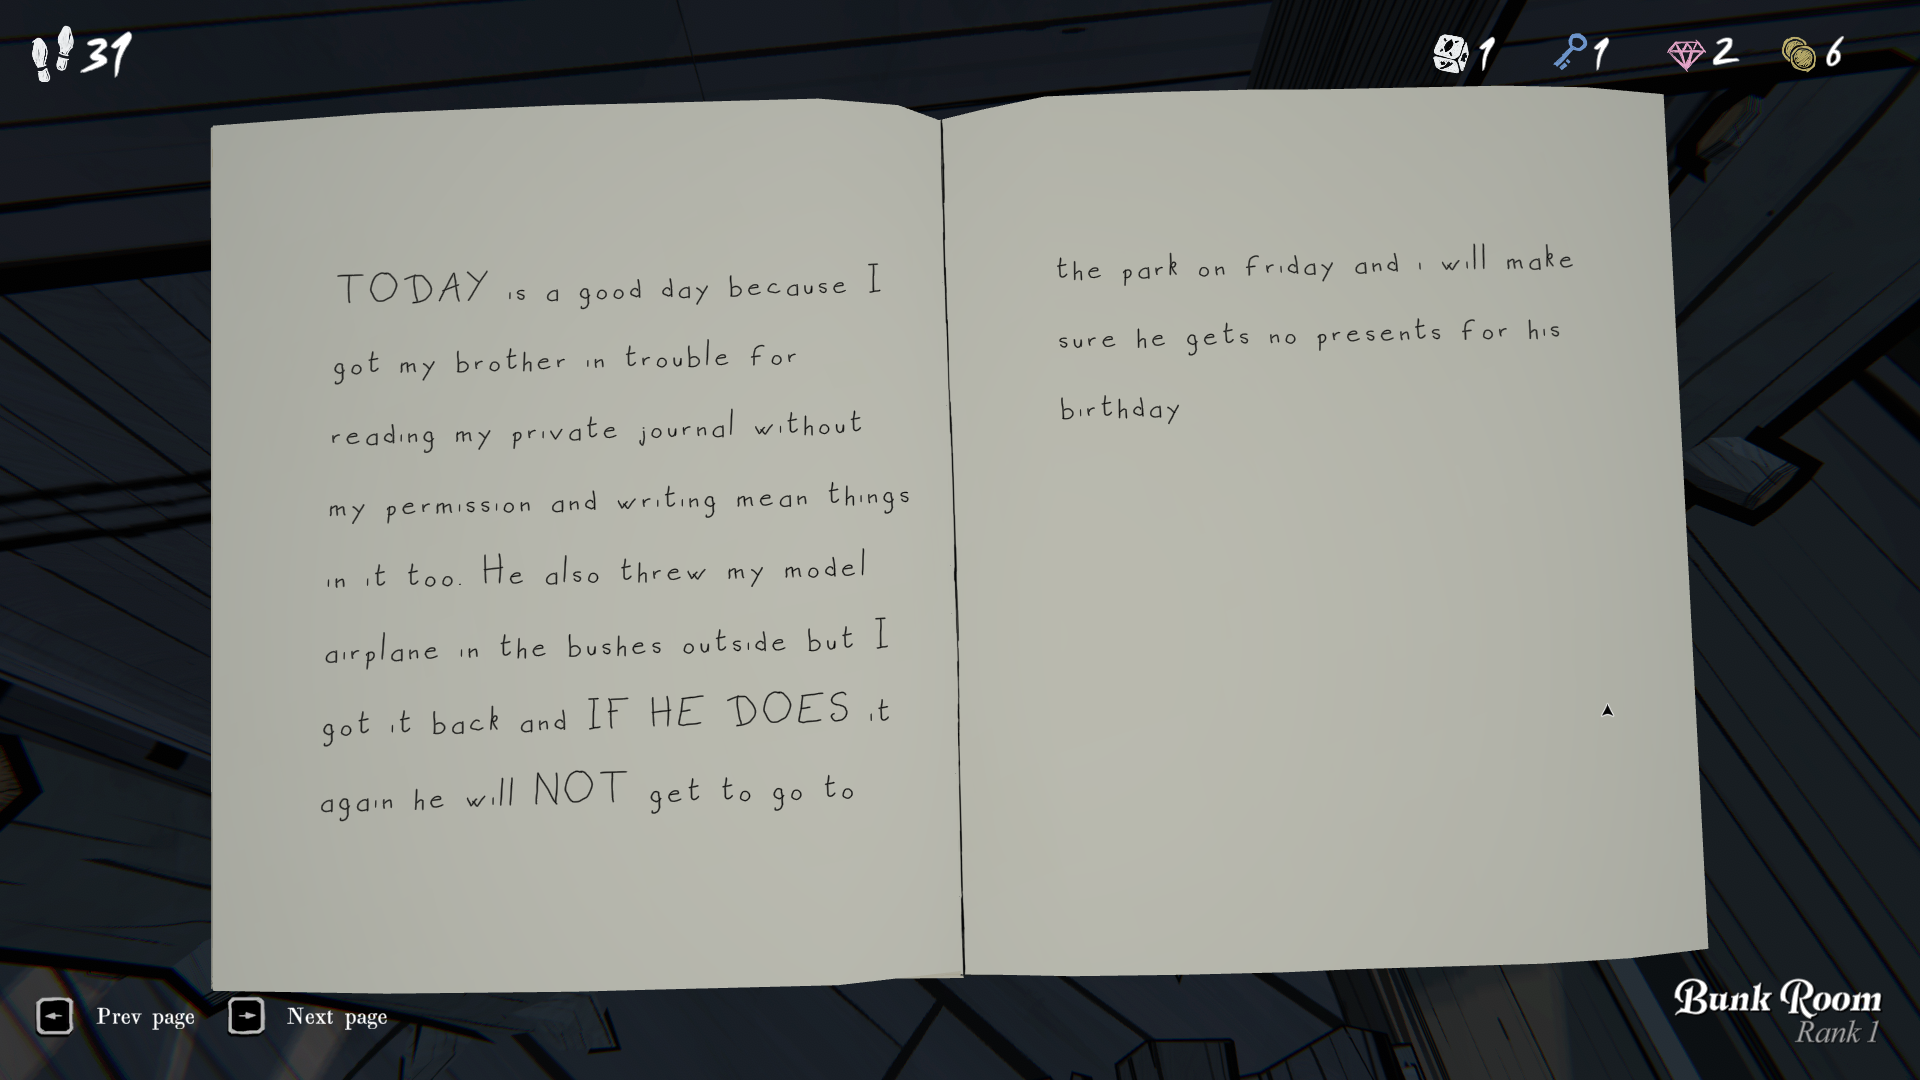 31
1
1
2
6
TODAY is a good day because I
got my brother in trouble for
reading my private journal without
my permission and writing mean things
in it too. He also threw my model
airplane in the bushes outside but I
got it back and IF HE DOES it
again he will NOT get to go to
the park on friday and i will make
sure he gets no presents for his
birthday
Prev page
Next page
Bunk Room
Rank 1